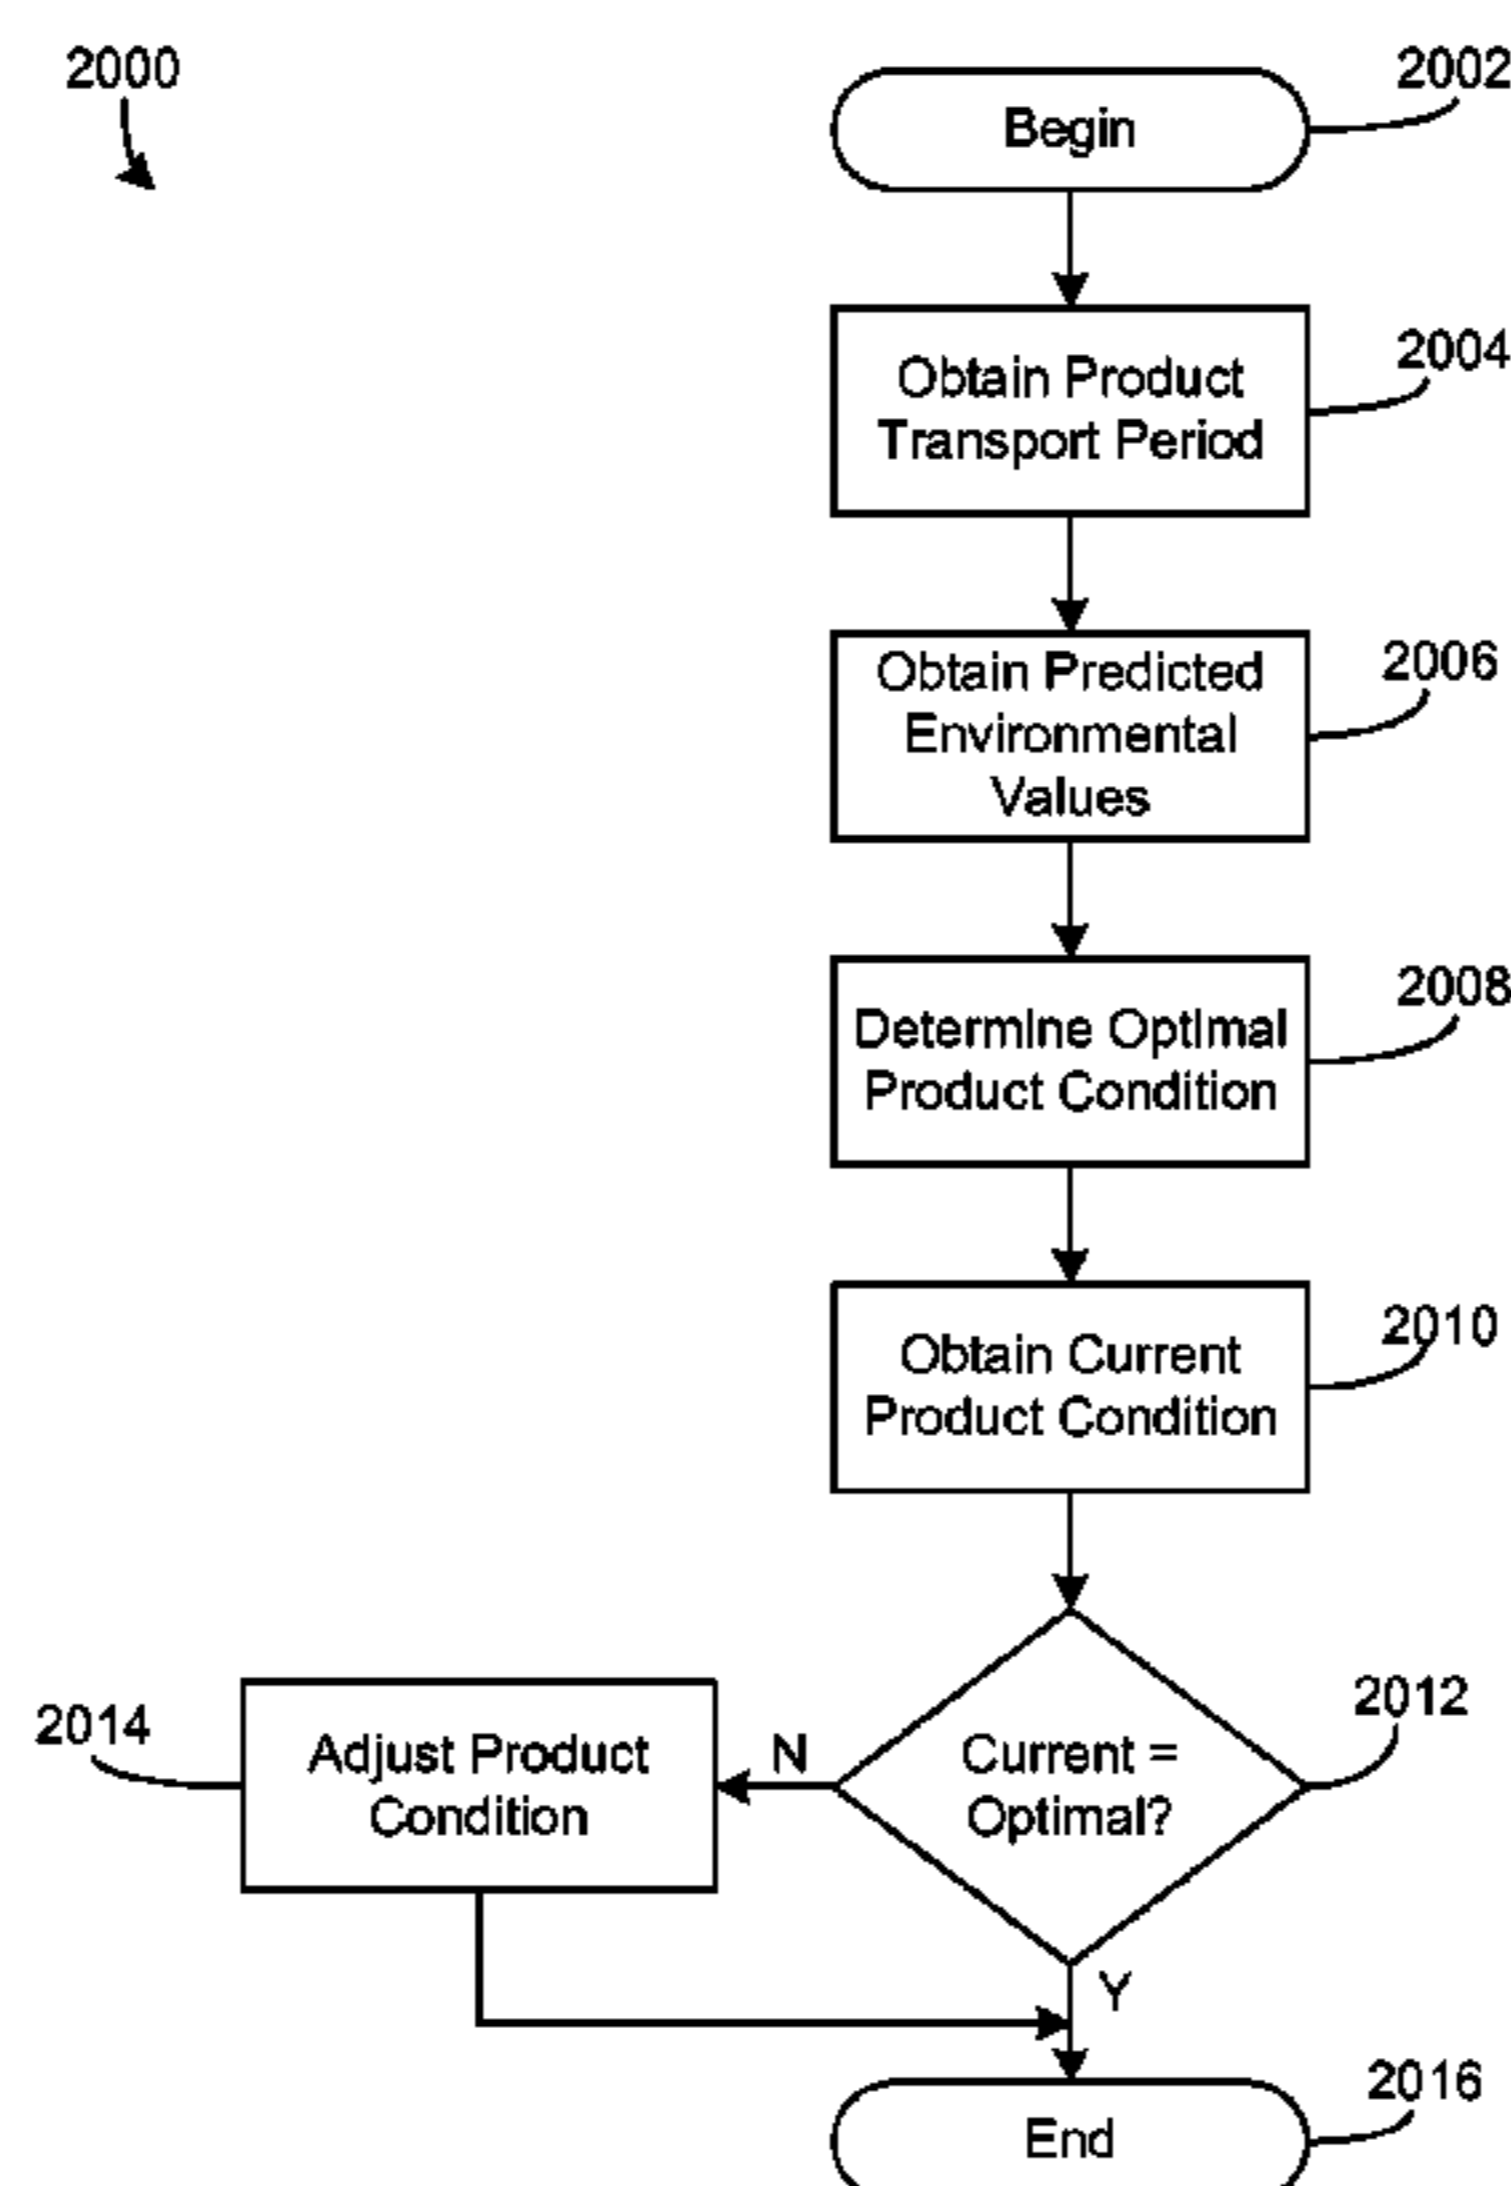 2000
2002
Begin
2004
Obtain Product
Transport Period
2006
Obtain Predicted
Environmental
Values
2008
Determine Optimal
Product Condition
2010
Obtain Current
Product Condition
2012
Current =
Optimal?
N
2014
Adjust Product
Condition
Y
2016
End